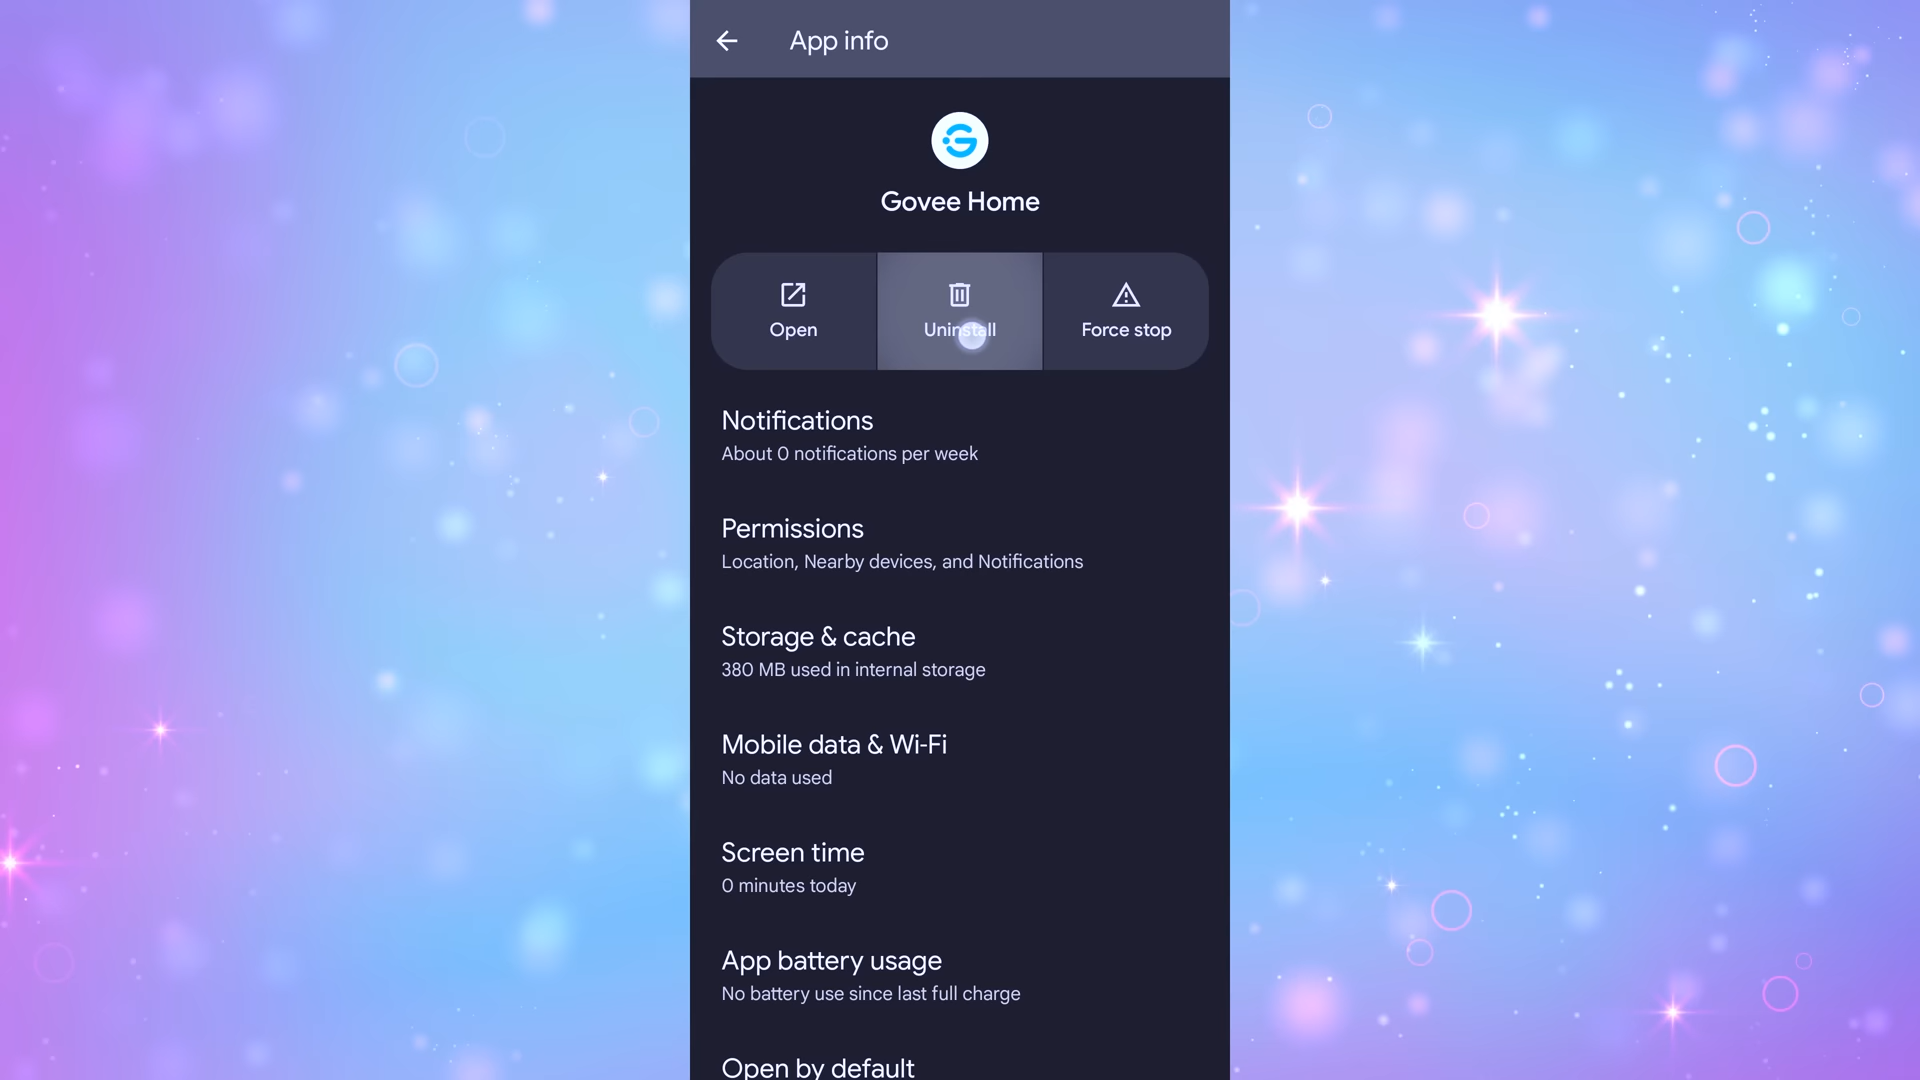 App info
Govee Home
Open
Uninstall
Force stop
Notifications
About 0 notifications per week
Permissions
Location, Nearby devices, and Notifications
Storage & cache
380 MB used in internal storage
Mobile data & Wi-Fi
No data used
Screen time
0 minutes today
App battery usage
No battery use since last full charge
Open by default